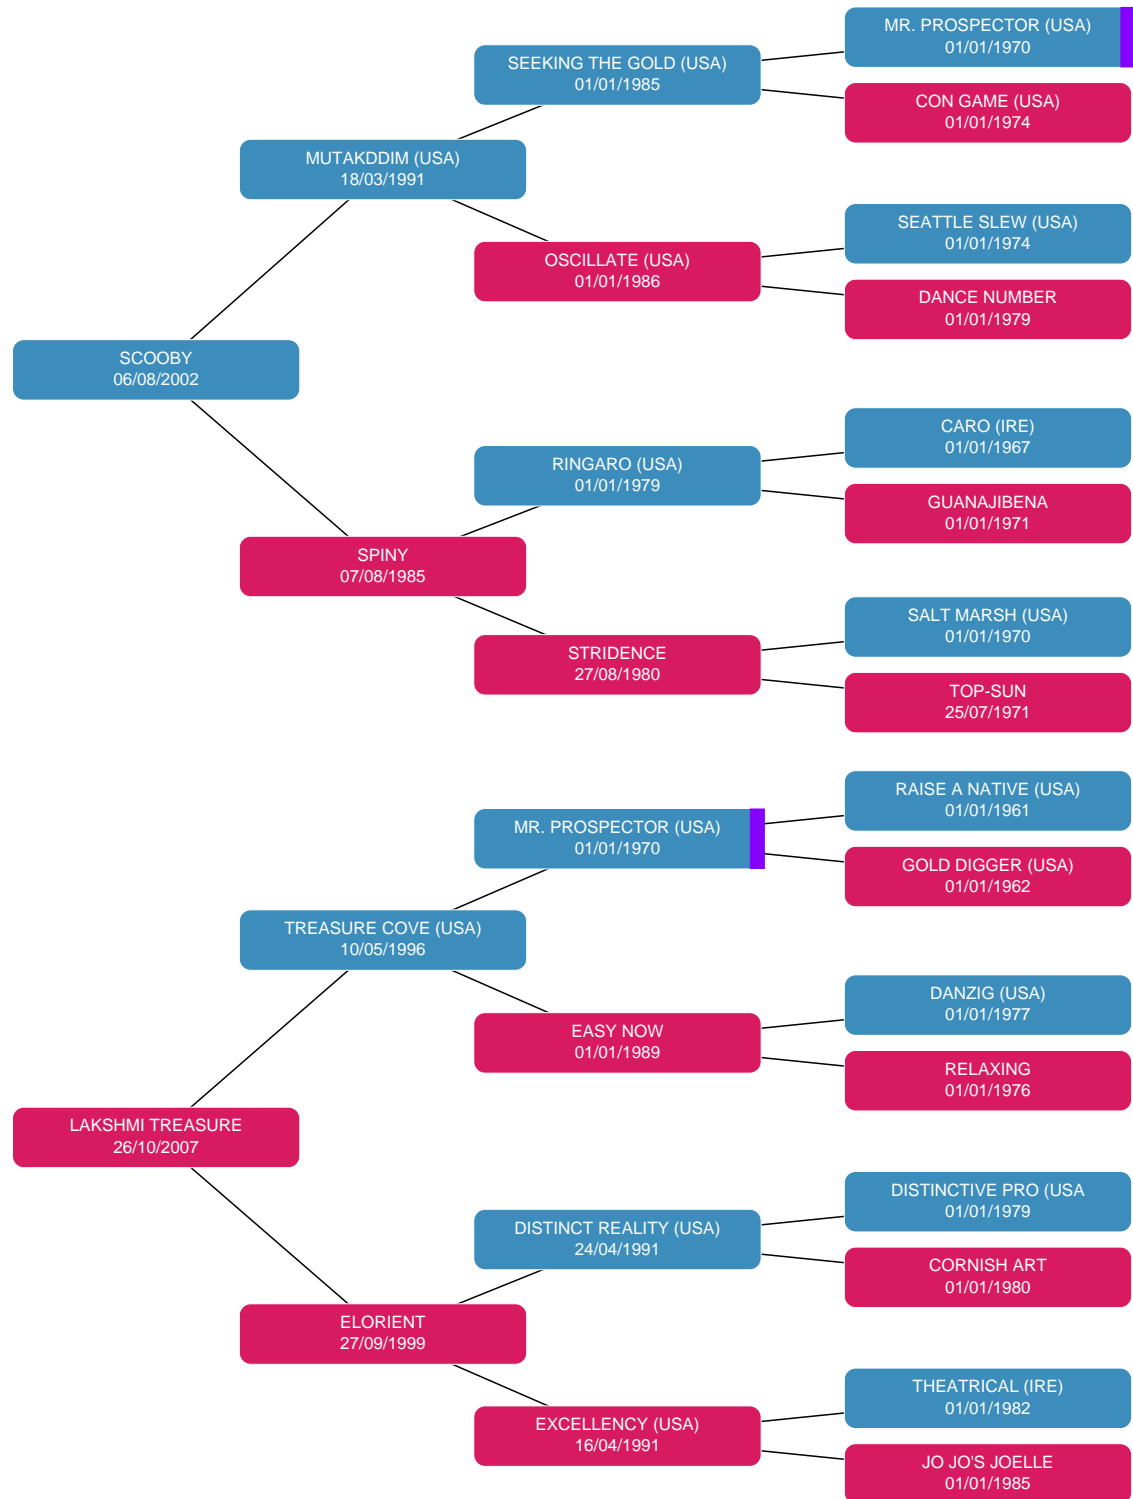 MR. PROSPECTOR (USA)
01/01/1970
SEEKING THE GOLD (USA)
01/01/1985
CON GAME (USA)
01/01/1974
MUTAKDDIM (USA)
18/03/1991
SEATTLE SLEW (USA)
01/01/1974
OSCILLATE (USA)
01/01/1986
DANCE NUMBER
01/01/1979
SCOOBY
06/08/2002
CARO (IRE)
01/01/1967
RINGARO (USA)
01/01/1979
GUANAJIBENA
01/01/1971
SPINY
07/08/1985
SALT MARSH (USA)
01/01/1970
STRIDENCE
27/08/1980
TOP-SUN
25/07/1971
RAISE A NATIVE (USA)
01/01/1961
MR. PROSPECTOR (USA)
01/01/1970
GOLD DIGGER (USA)
01/01/1962
TREASURE COVE (USA)
10/05/1996
DANZIG (USA)
01/01/1977
EASY NOW
01/01/1989
RELAXING
01/01/1976
LAKSHMI TREASURE
26/10/2007
DISTINCTIVE PRO (USA
01/01/1979
DISTINCT REALITY (USA)
24/04/1991
CORNISH ART
01/01/1980
ELORIENT
27/09/1999
THEATRICAL (IRE)
01/01/1982
EXCELLENCY (USA)
16/04/1991
JO JO'S JOELLE
01/01/1985